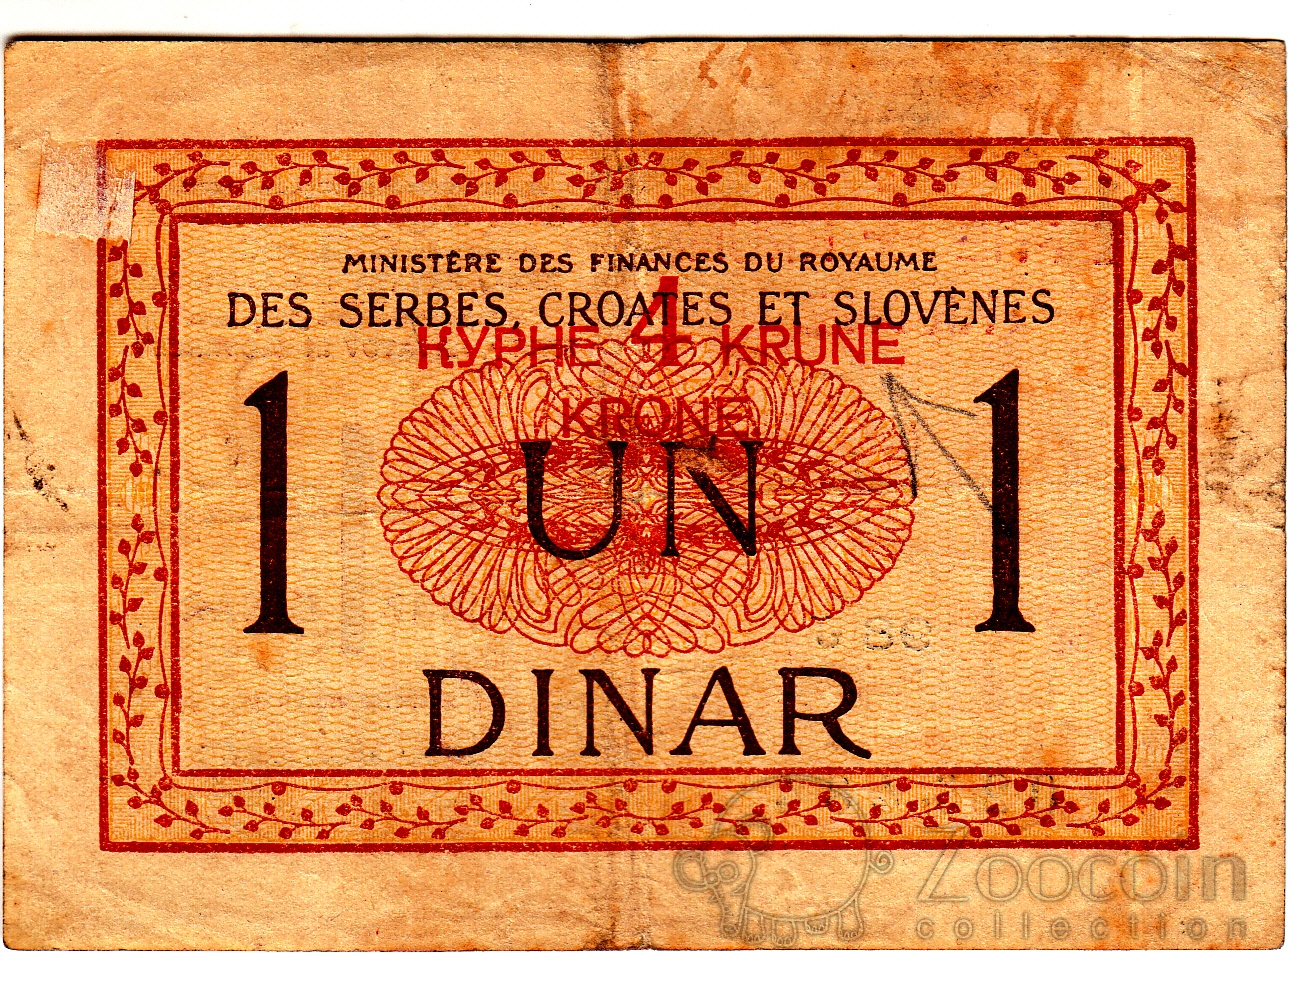 MINISTÈRE DES FINANCES DU ROYAUME
DES SERBES, CROATES ET SLOVÈNES
КУРНЕ 4 KRUNE
KRONE
1 UN 1
DINAR
Zoocoin
collection